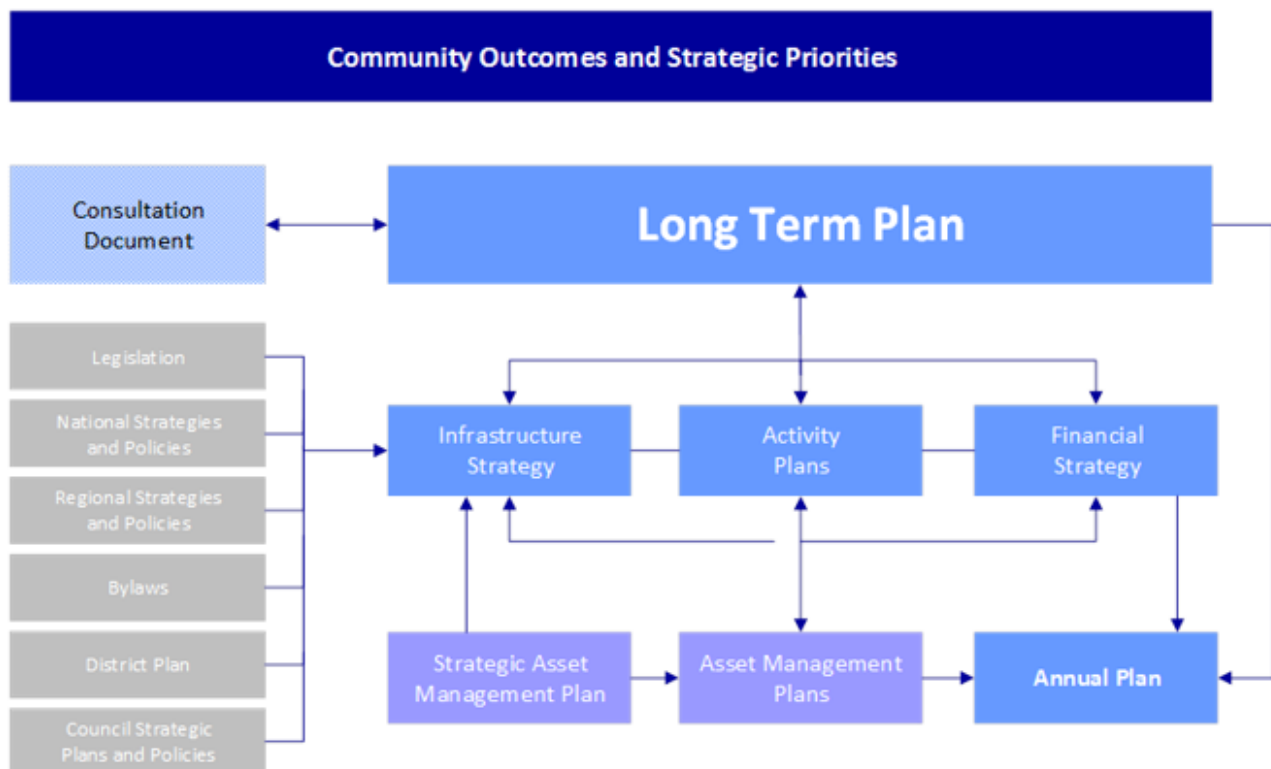 Community Outcomes and Strategic Priorities
Consultation
Document
Long Term Plan
Legislation
National Strategies
and Policies
Regional Strategies
and Policies
Bylaws
District Plan
Council Strategic
Plans and Policies
Infrastructure
Strategy
Activity
Plans
Financial
Strategy
Strategic Asset
Management Plan
Asset Management
Plans
Annual Plan